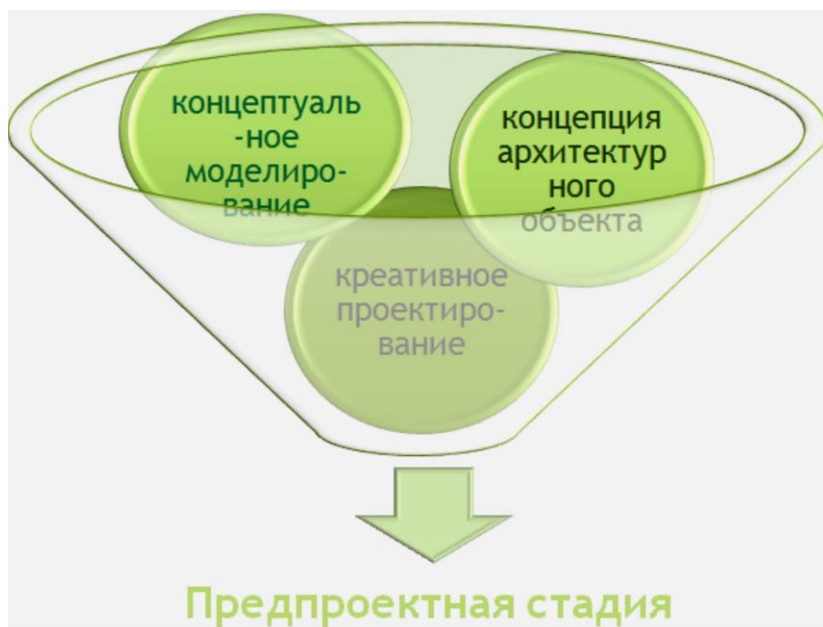 концептуаль
-ное
моделиро-
вание
концепция
архитектур
ного
объекта
креативное
проектиро-
вание
Предпроектная стадия